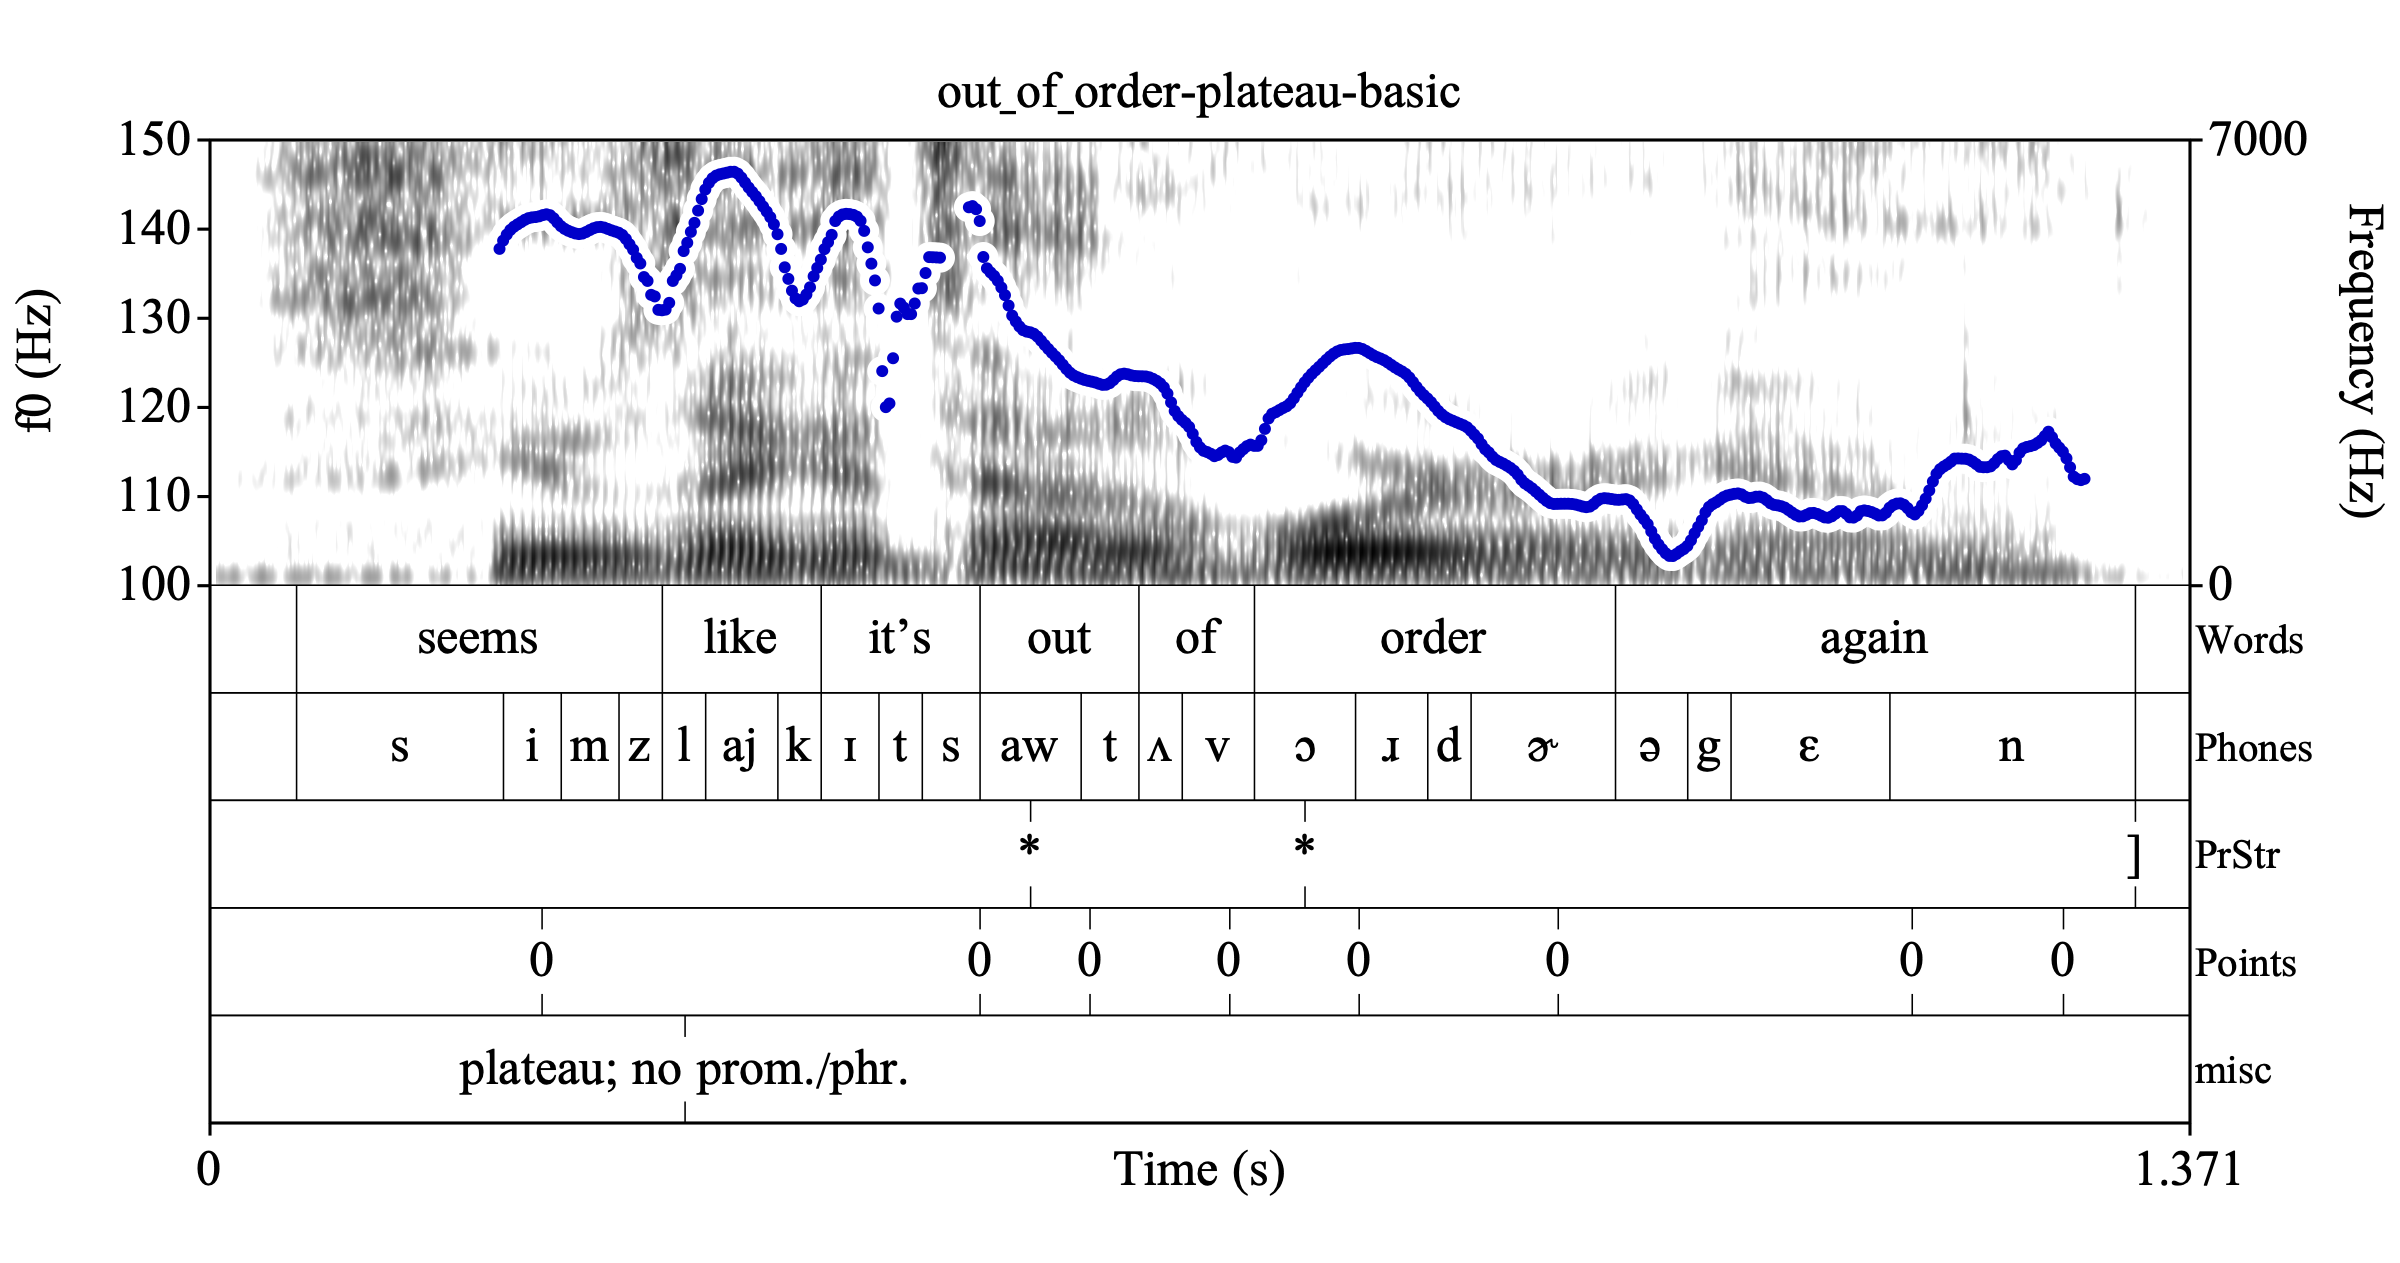 out_of_order-plateau-basic
150 7000
140
130
120
110
100 0
f0 (Hz)
Frequency (Hz)
seems like it’s out of order again Words
s i m z l aj k ɪ t s aw t ʌ v ɔ ɹ d ɚ ə g ɛ n Phones
* * ] PrStr
0 0 0 0 0 0 0 0 Points
plateau; no prom./phr. misc
0 Time (s) 1.371